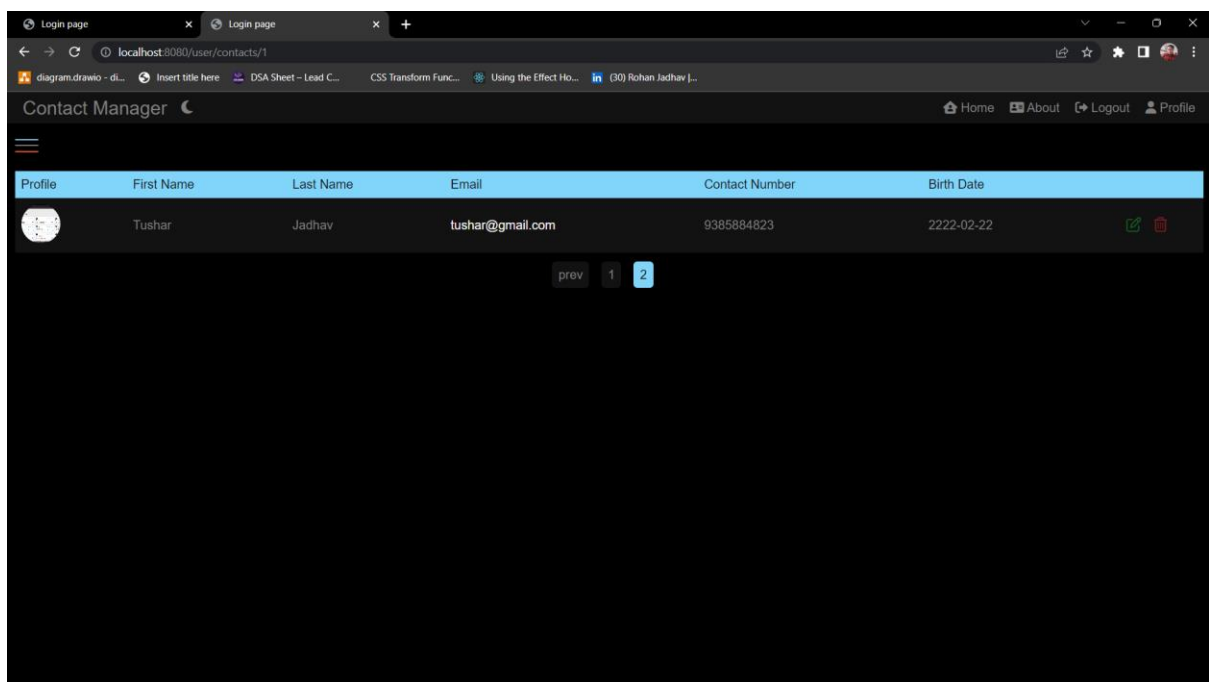 Login page Login page
localhost:8080/user/contacts/1
diagram.drawio - di... Insert title here DSA Sheet – Lead C... CSS Transform Func... Using the Effect Ho... in (30) Rohan Jadhav |...
Contact Manager Home About Logout Profile
Profile First Name Last Name Email Contact Number Birth Date
Tushar Jadhav tushar@gmail.com 9385884823 2222-02-22
prev 1 2